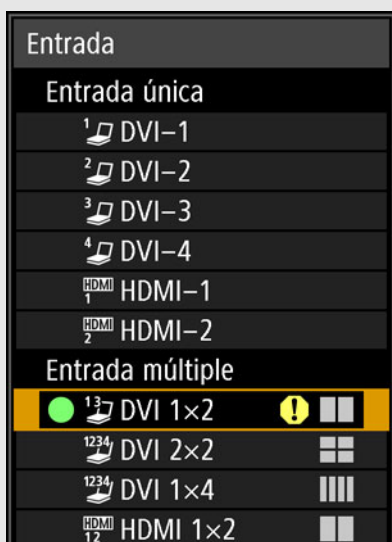 Entrada
Entrada única
1 DVI–1
2 DVI–2
3 DVI–3
4 DVI–4
HDMI 1 HDMI–1
HDMI 2 HDMI–2
Entrada múltiple
13 DVI 1×2 !
1234 DVI 2×2
1234 DVI 1×4
HDMI 12 HDMI 1×2